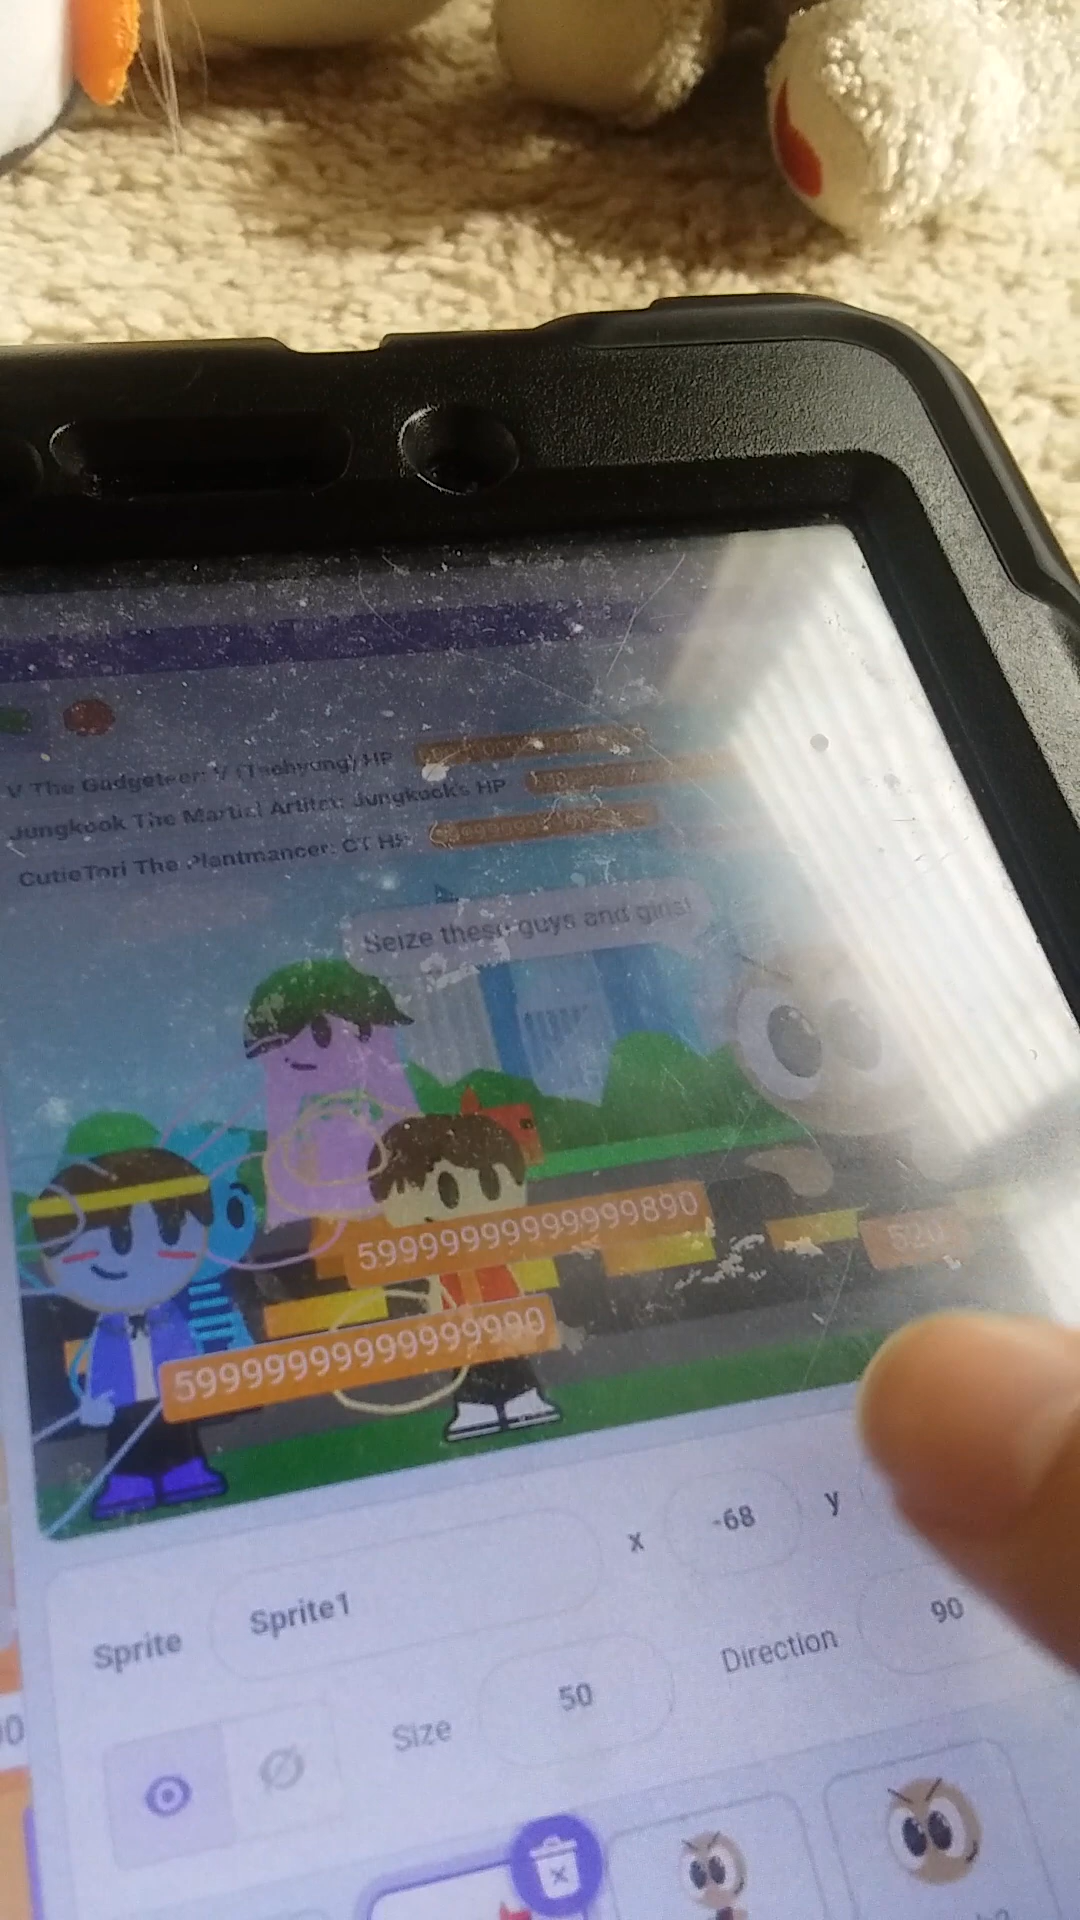 V The Gadgeteer: V (Taehyung) HP
Jungkook The Martial Artitst: Jungkook's HP
CutieTori The Plantmancer: CT HP:
Seize these guys and girls!
5999999999999890
520
5999999999999990
Sprite
Sprite1
x
-68
y
Size
50
Direction
90